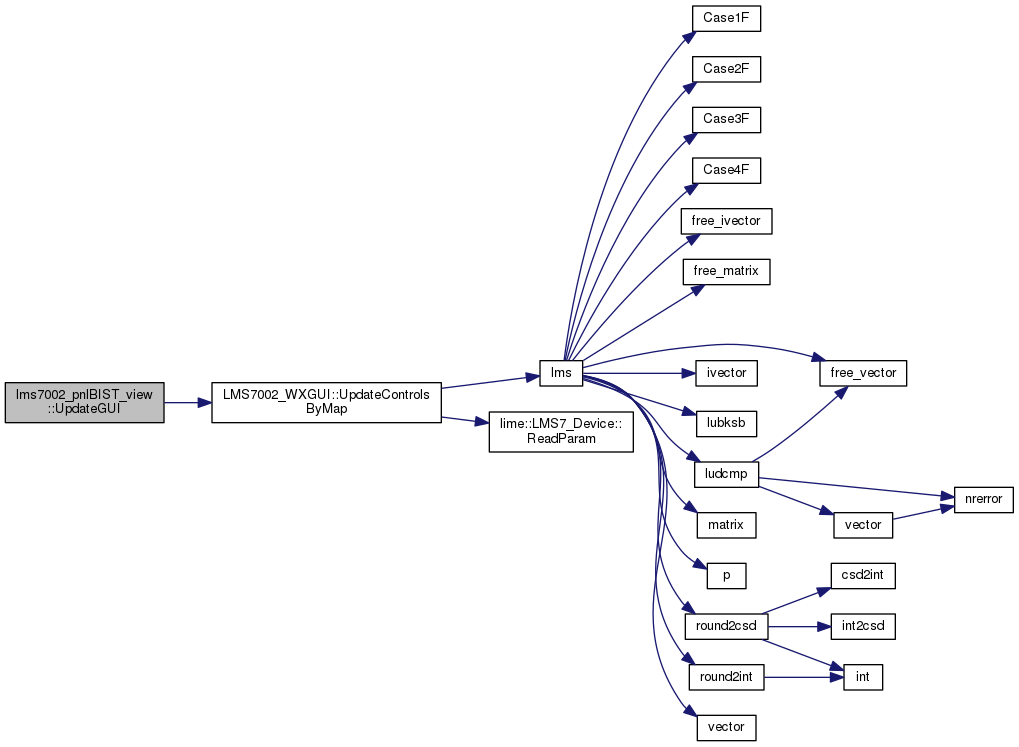 Case1F
Case2F
Case3F
Case4F
free_ivector
free_matrix
lms7002_pnlBIST_view
::UpdateGUI
LMS7002_WXGUI::UpdateControls
ByMap
lms
lime::LMS7_Device::
ReadParam
ivector
free_vector
lubksb
ludcmp
nrerror
matrix
vector
p
csd2int
round2csd
int2csd
round2int
int
vector